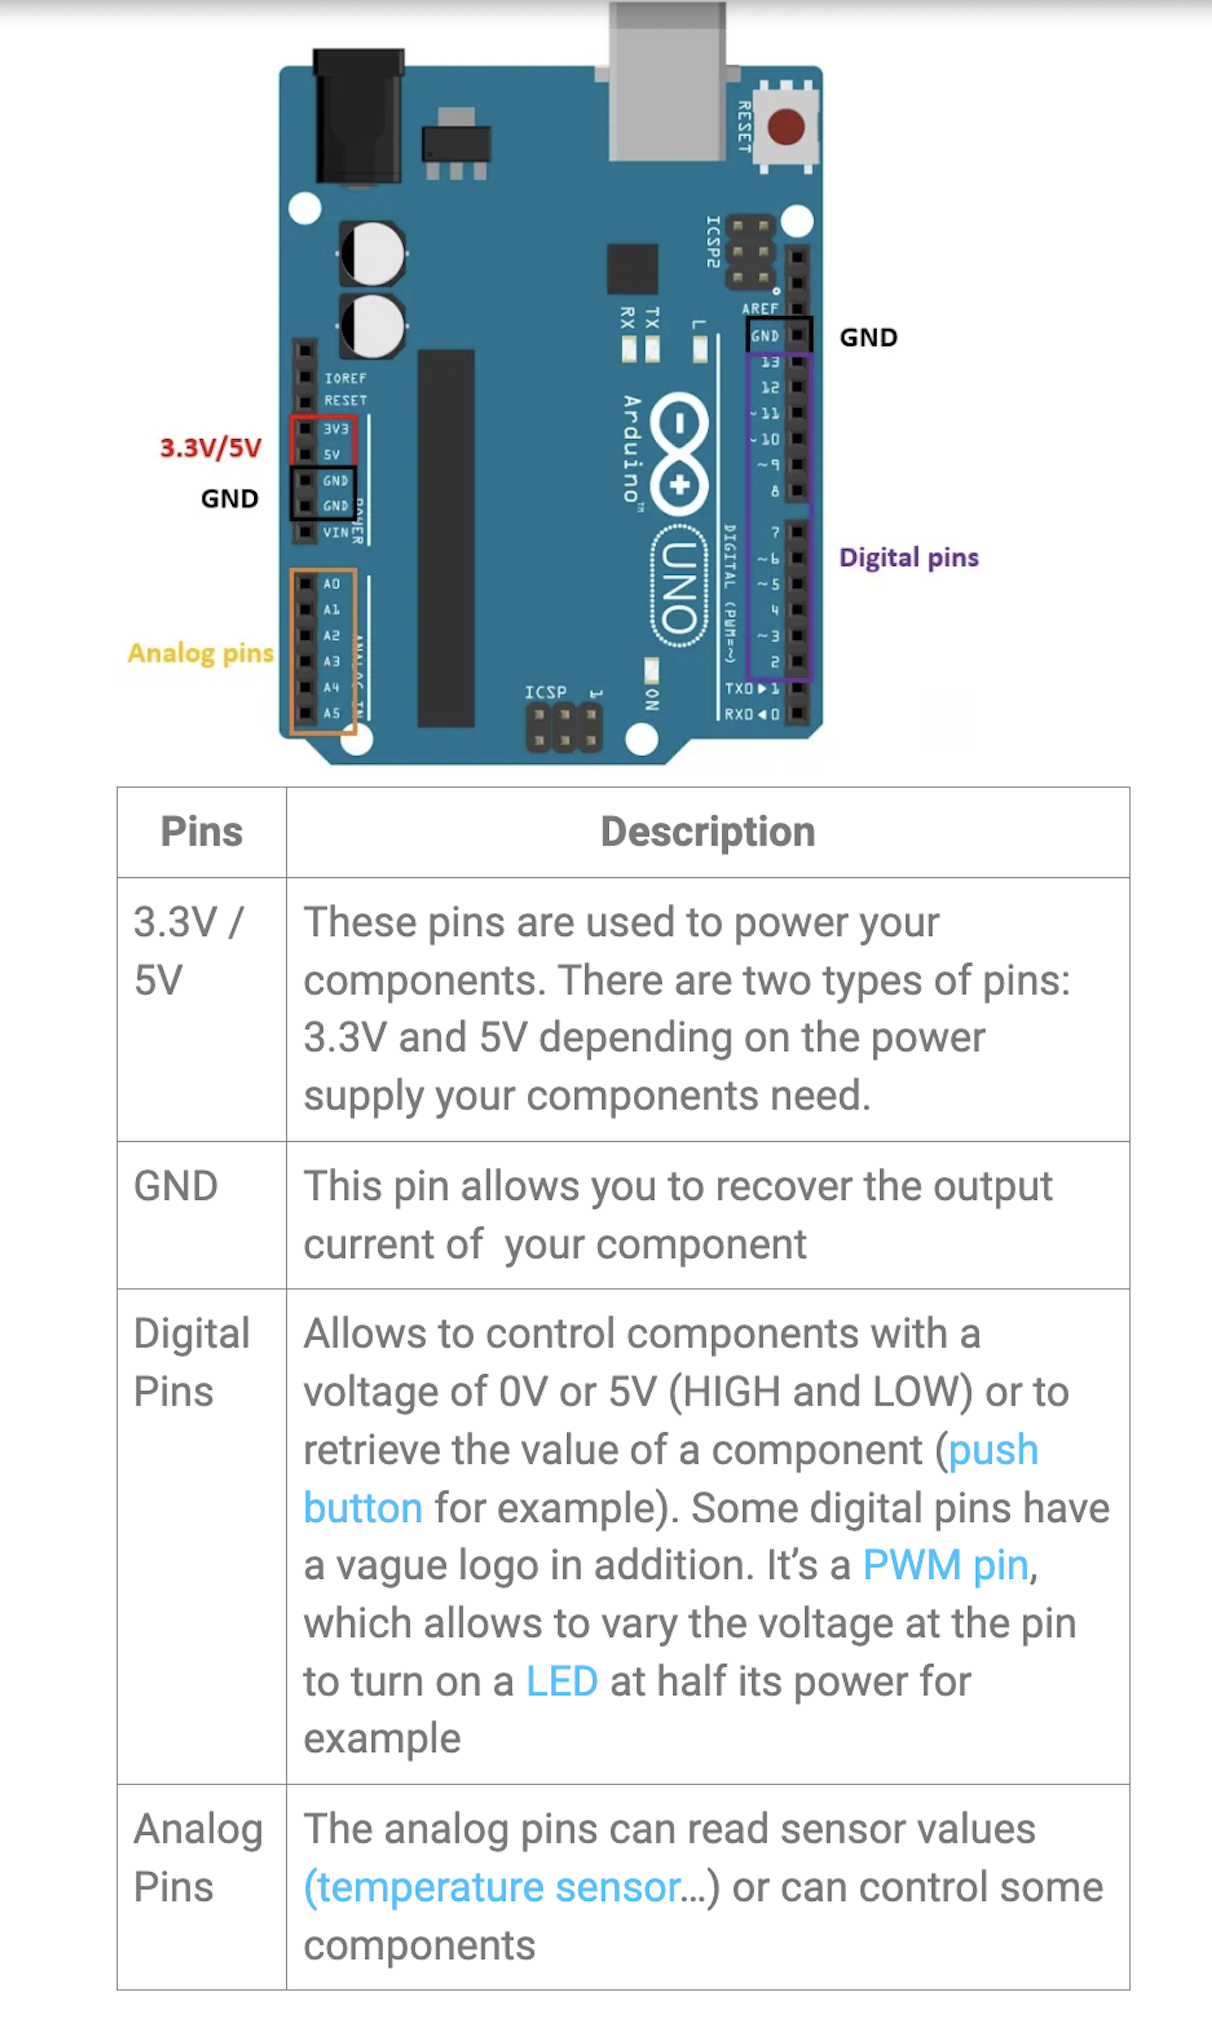 RESET
ICSP2
AREF
GND
GND
RX
TX
L
13
12
~11
~10
~9
8
IOREF
RESET
3V3
5V
GND
GND
VIN
POWER
3.3V/5V
GND
Arduino™
UNO
7
~6
~5
4
~3
2
TX0▶1
RX0◀0
DIGITAL (PWM=~)
Digital pins
A0
A1
A2
A3
A4
A5
ANALOG IN
Analog pins
ICSP
1
ON
Pins Description
3.3V / These pins are used to power your
5V components. There are two types of pins:
3.3V and 5V depending on the power
supply your components need.
GND This pin allows you to recover the output
current of your component
Digital Allows to control components with a
Pins voltage of 0V or 5V (HIGH and LOW) or to
retrieve the value of a component (push
button for example). Some digital pins have
a vague logo in addition. It’s a PWM pin,
which allows to vary the voltage at the pin
to turn on a LED at half its power for
example
Analog The analog pins can read sensor values
Pins (temperature sensor…) or can control some
components